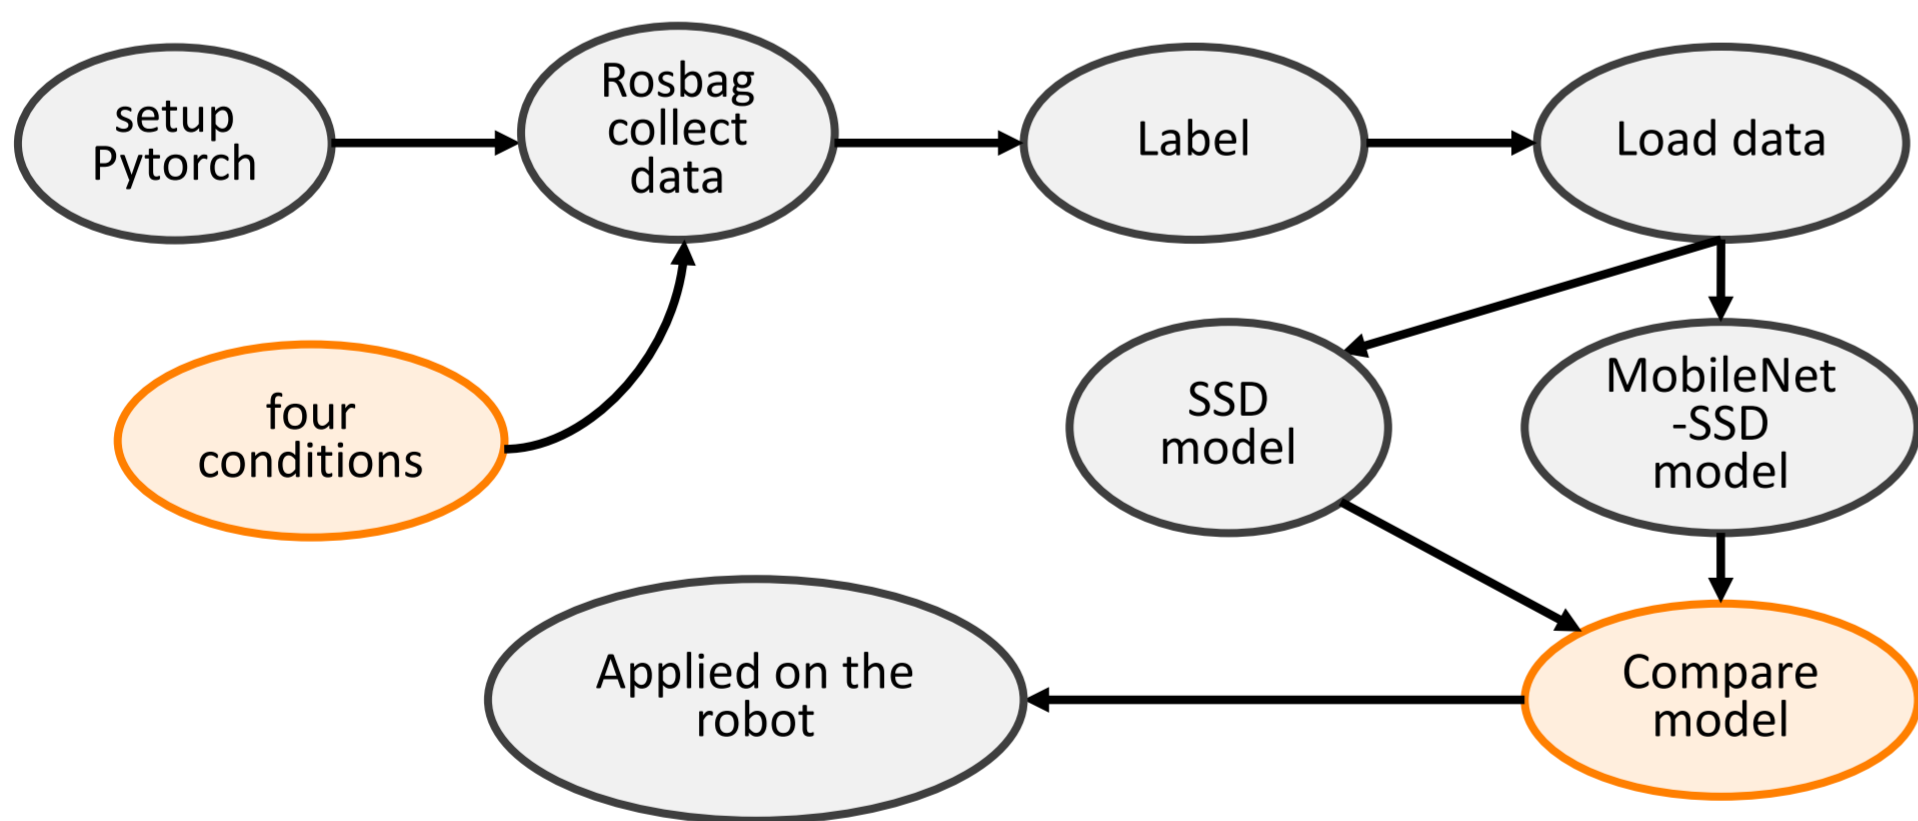 setup
Pytorch
Rosbag
collect
data
Label
Load data
four
conditions
SSD
model
MobileNet
-SSD
model
Applied on the
robot
Compare
model